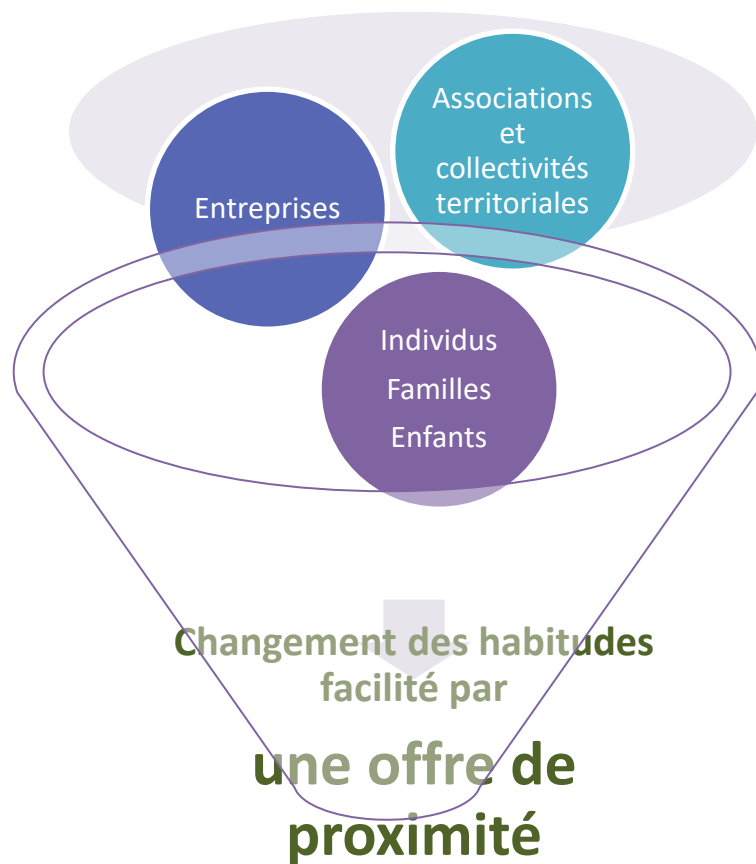 Associations
et
collectivités
territoriales
Entreprises
Individus
Familles
Enfants
Changement des habitudes
facilité par
une offre de
proximité